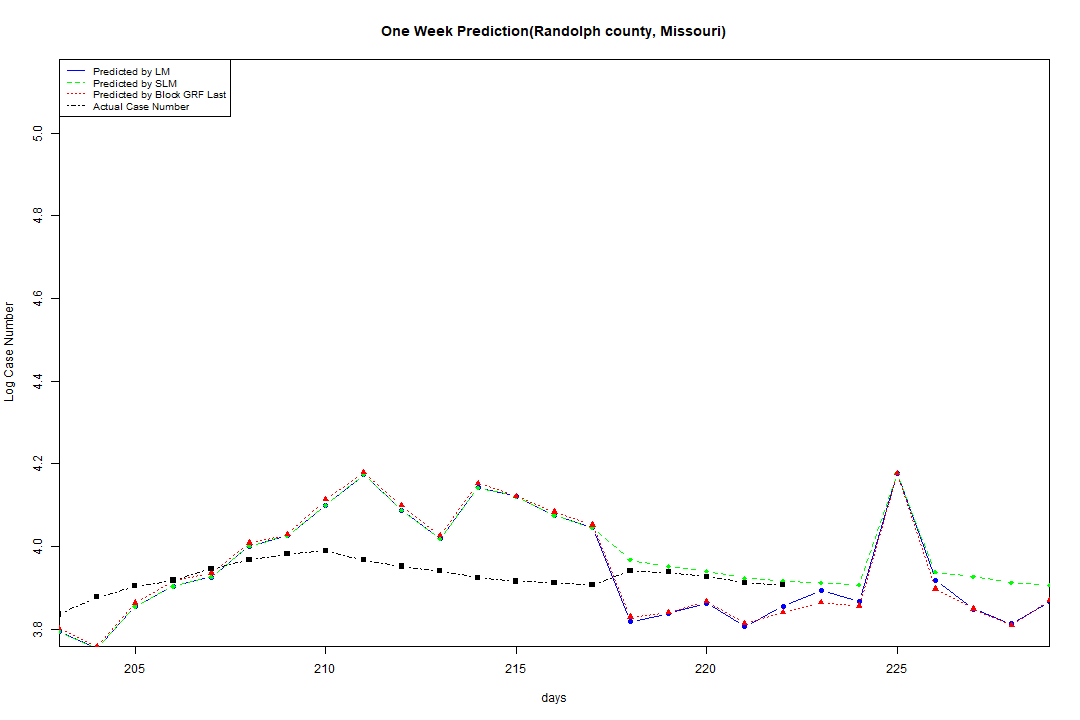 One Week Prediction(Randolph county, Missouri)
Predicted by LM
Predicted by SLM
Predicted by Block GRF Last
Actual Case Number
5.0
4.8
4.6
4.4
4.2
4.0
3.8
Log Case Number
205 210 215 220 225
days